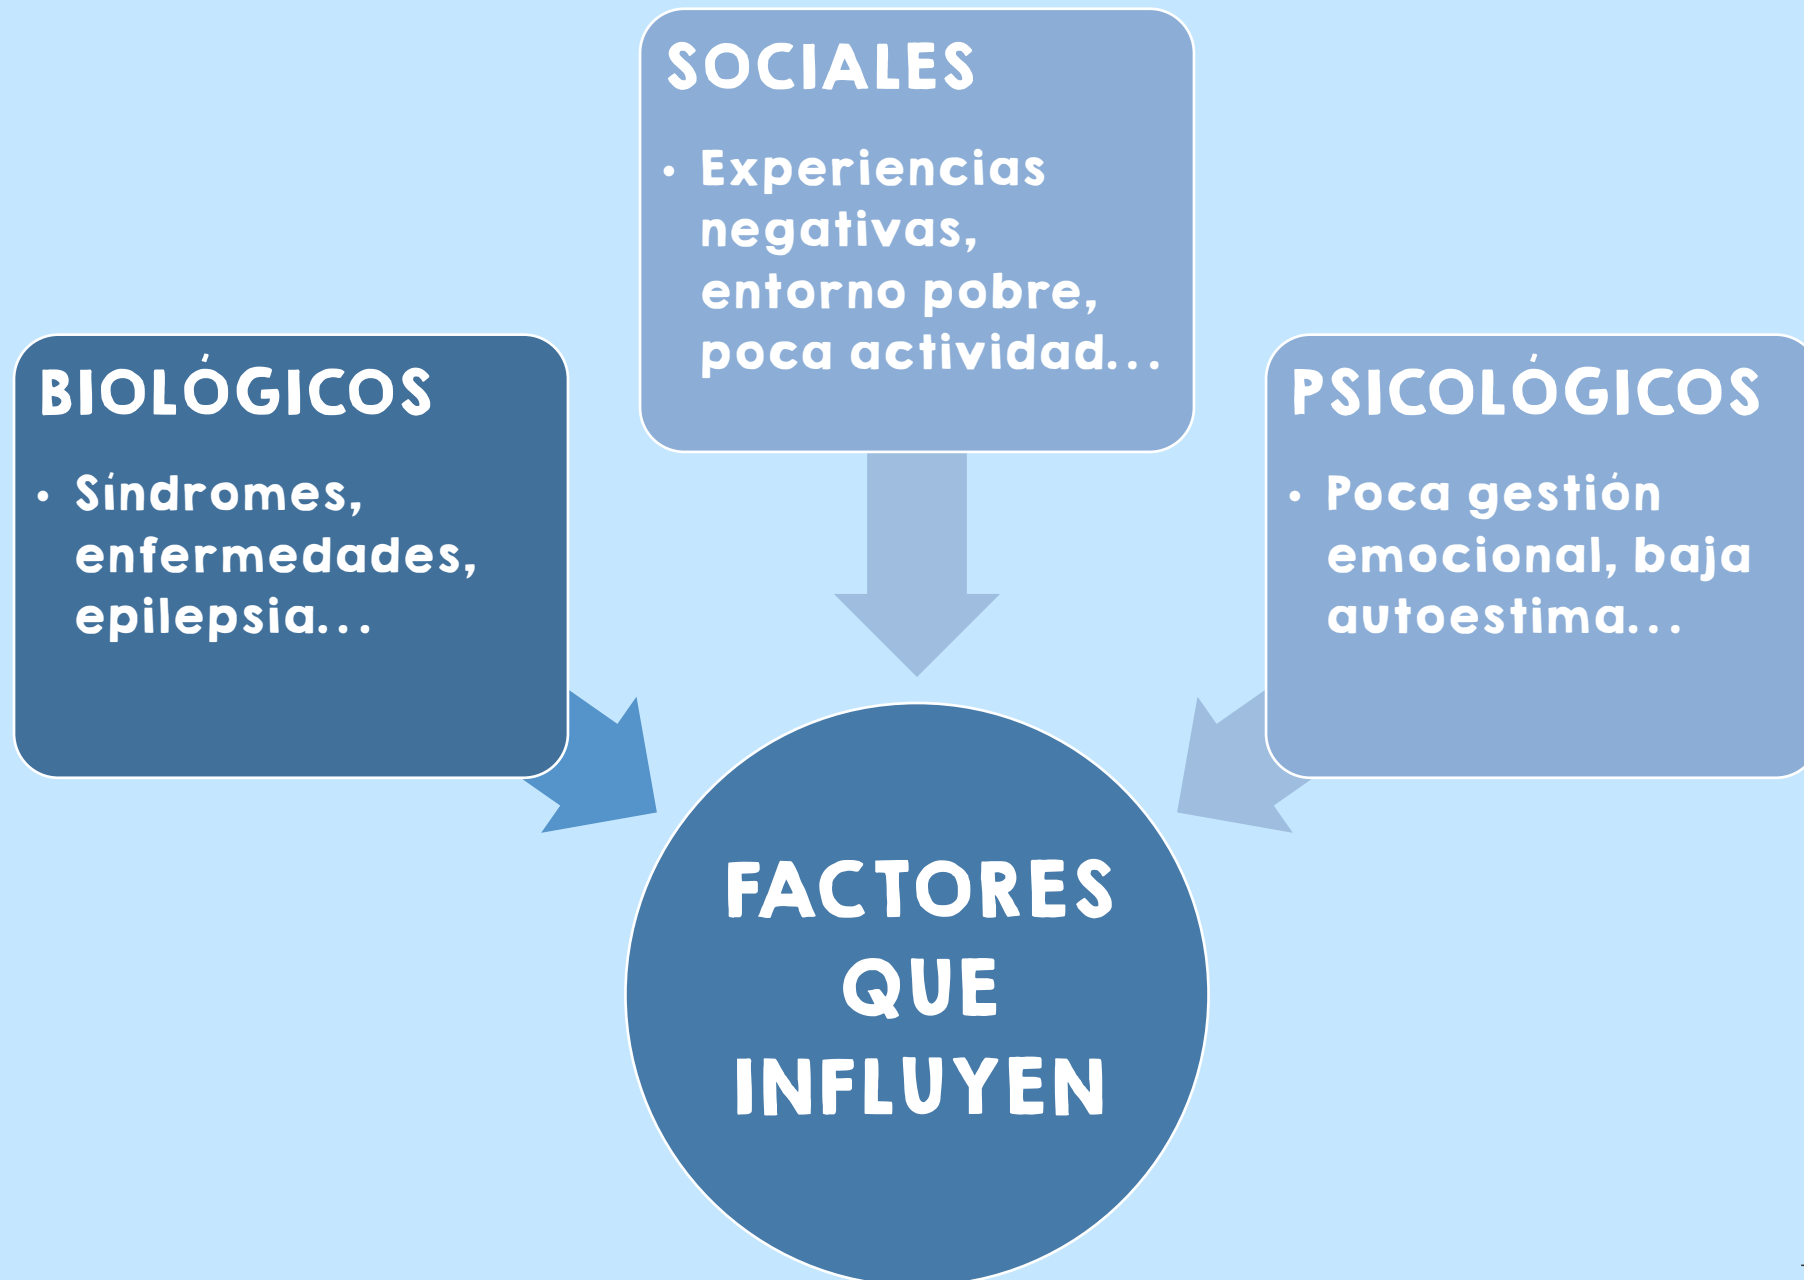 SOCIALES
• Experiencias
negativas,
entorno pobre,
poca actividad...
BIOLÓGICOS
• Síndromes,
enfermedades,
epilepsia...
PSICOLÓGICOS
• Poca gestión
emocional, baja
autoestima...
FACTORES
QUE
INFLUYEN